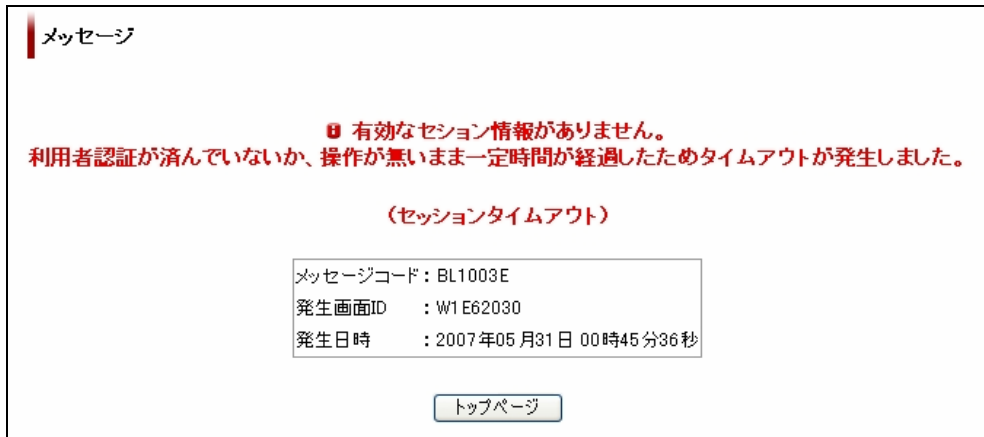 メッセージ
有効なセション情報がありません。
利用者認証が済んでいないか、操作が無いまま一定時間が経過したためタイムアウトが発生しました。
（セッションタイムアウト）
メッセージコード：BL1003E
発生画面ID　：W1E62030
発生日時　：2007年05月31日 00時45分36秒
トップページ